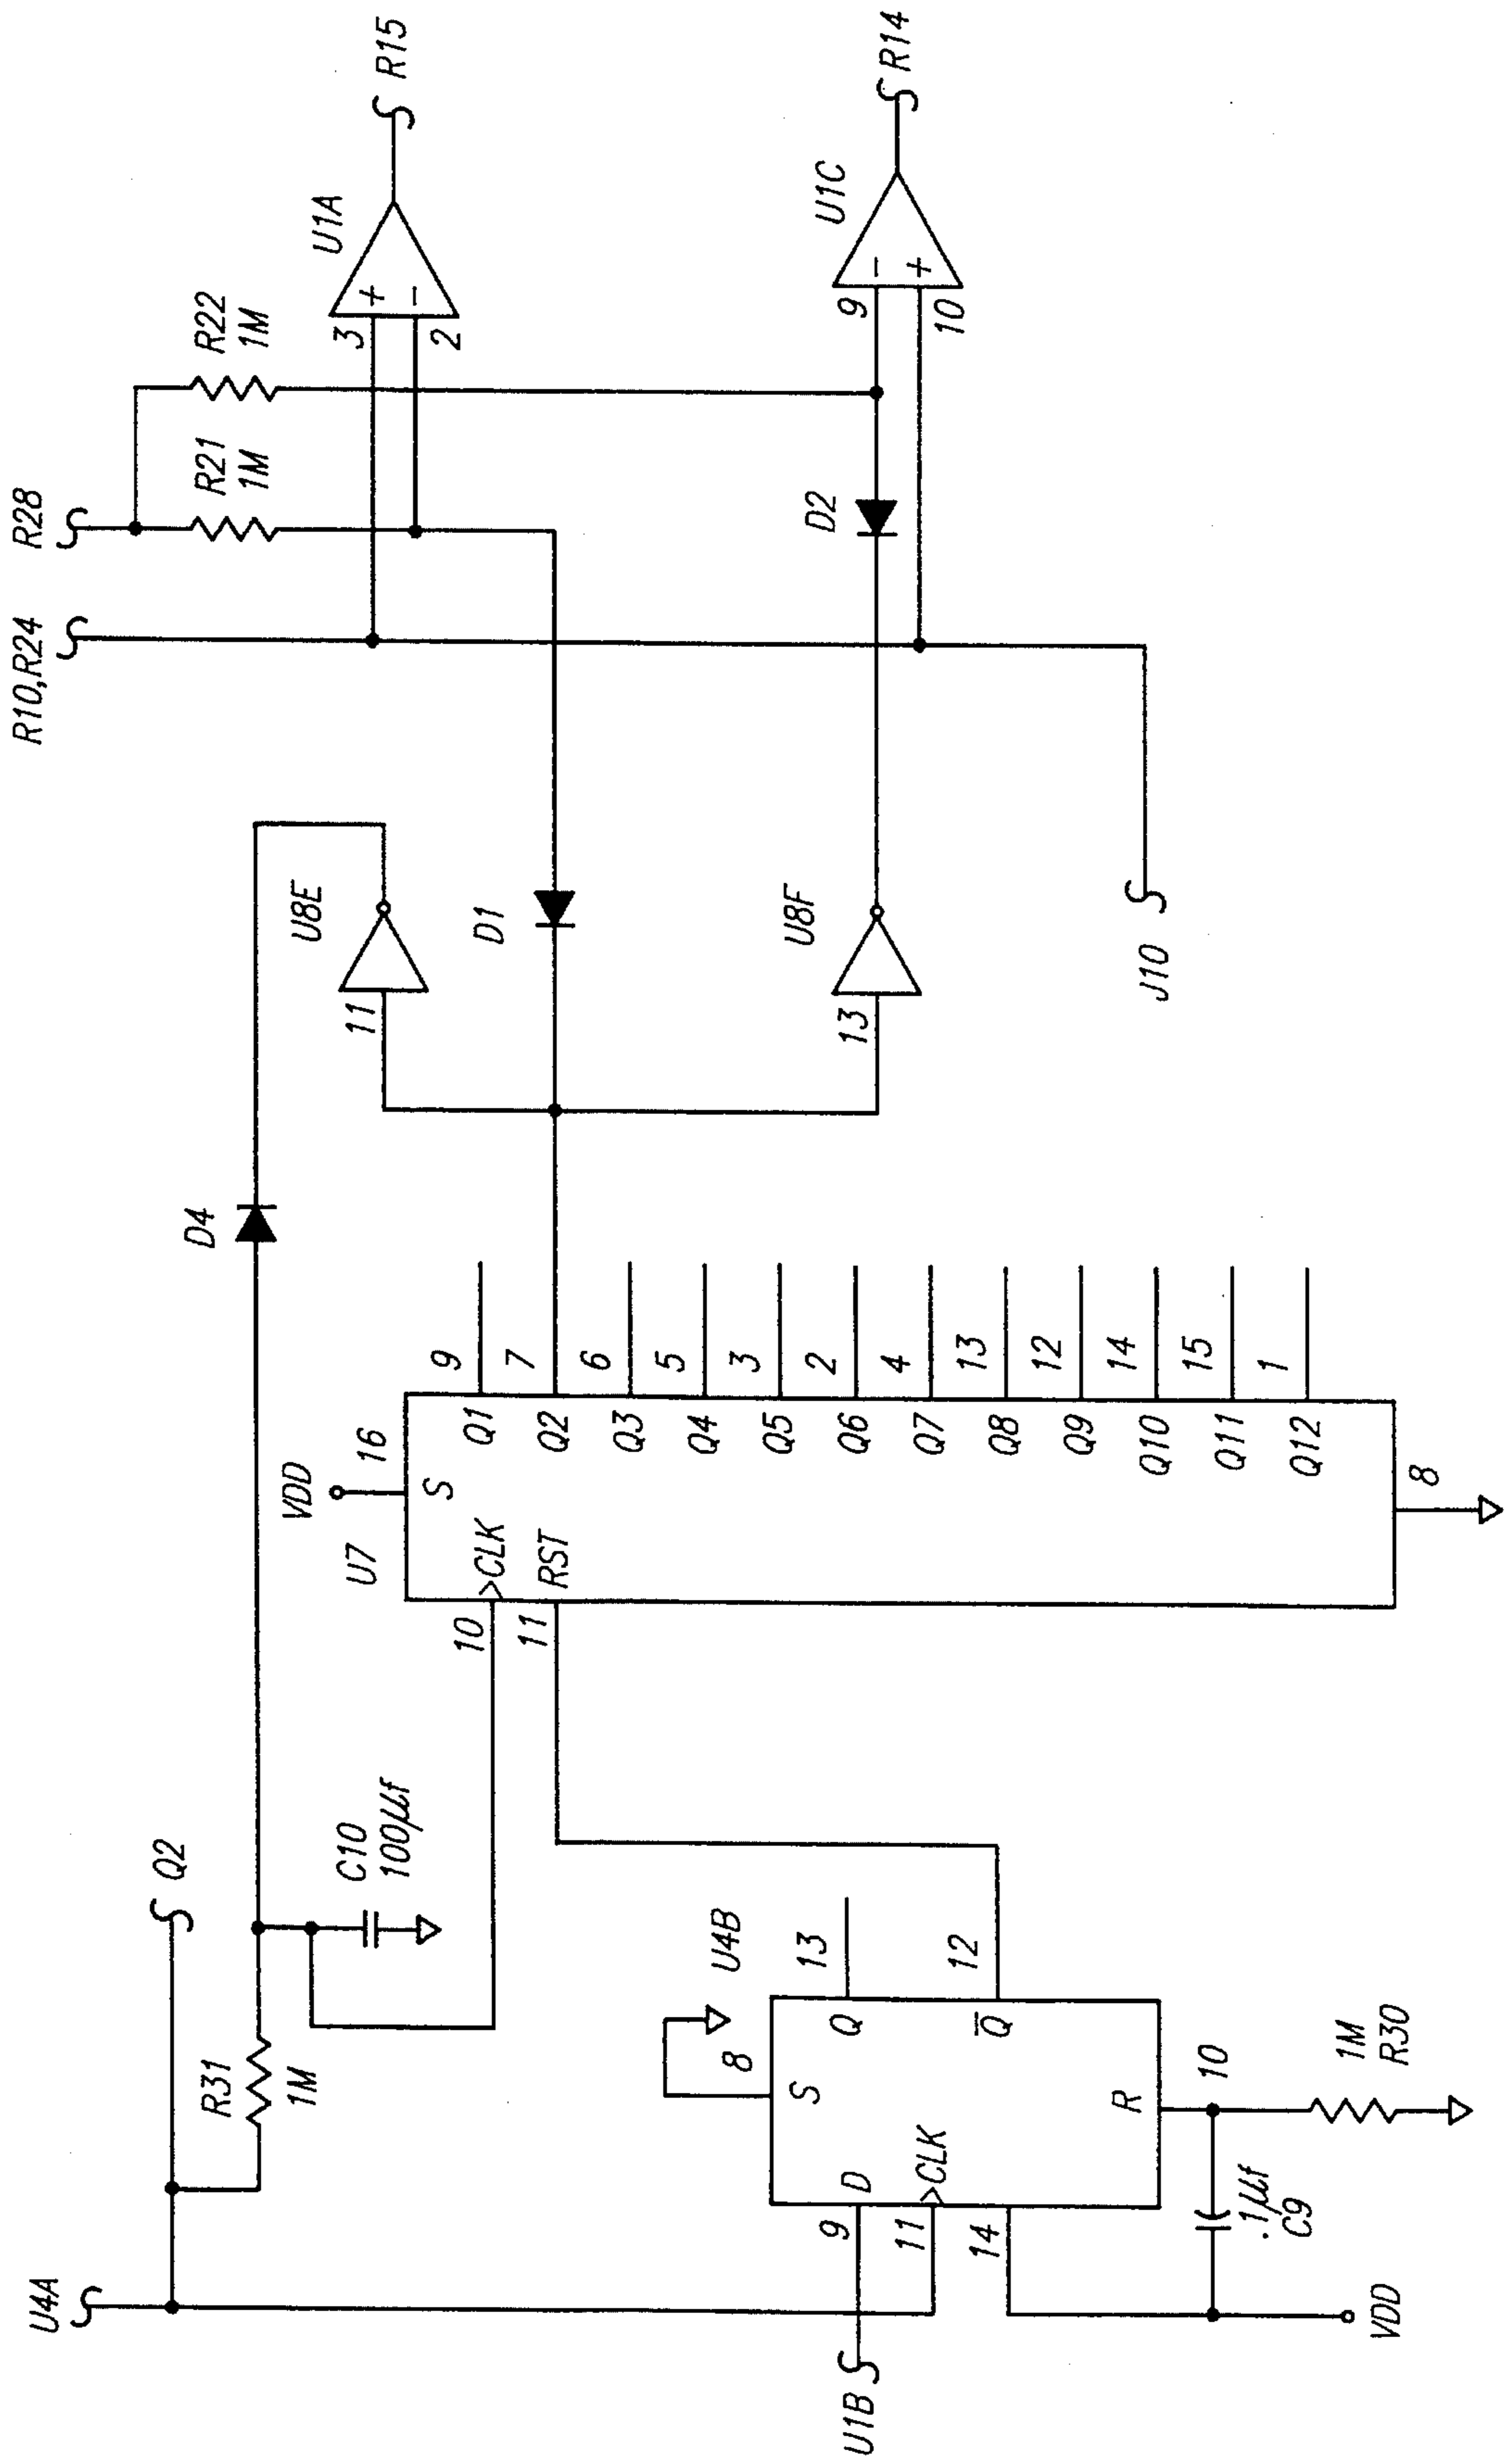 R10,R24
R28
R21
1M
R22
1M
U1A
3
+
2
-
R15
U1C
9
-
10
+
R14
D2
D1
U8E
11
U8F
13
J10
D4
Q2
U4A
R31
1M
C10
100µf
VDD
U7
16
S
10
>CLK
11
RST
Q1
9
Q2
7
Q3
6
Q4
5
Q5
3
Q6
2
Q7
4
Q8
13
Q9
12
Q10
14
Q11
15
Q12
1
8
U4B
8
S
13
Q
12
Q̅
9
D
11
>CLK
14
R
10
1M
R30
.1µf
C9
VDD
U1B